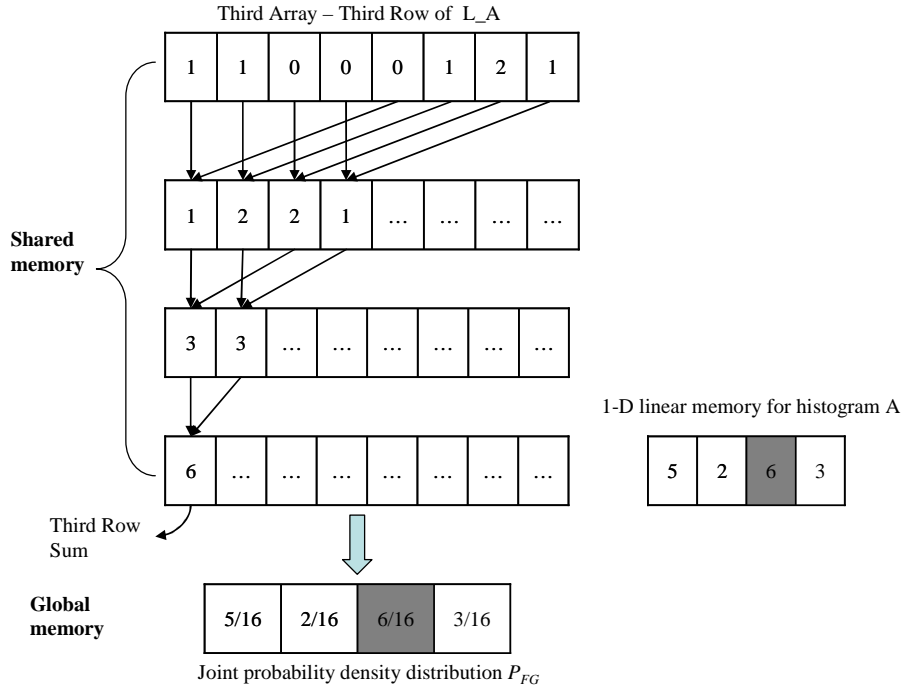 Third Array – Third Row of L_A
1 1 0 0 0 1 2 1
1 2 2 1 ... ... ... ...
Shared
memory
3 3 ... ... ... ... ... ...
1-D linear memory for histogram A
6 ... ... ... ... ... ... ...
5 2 6 3
Third Row
Sum
Global
memory
5/16 2/16 6/16 3/16
Joint probability density distribution P_FG